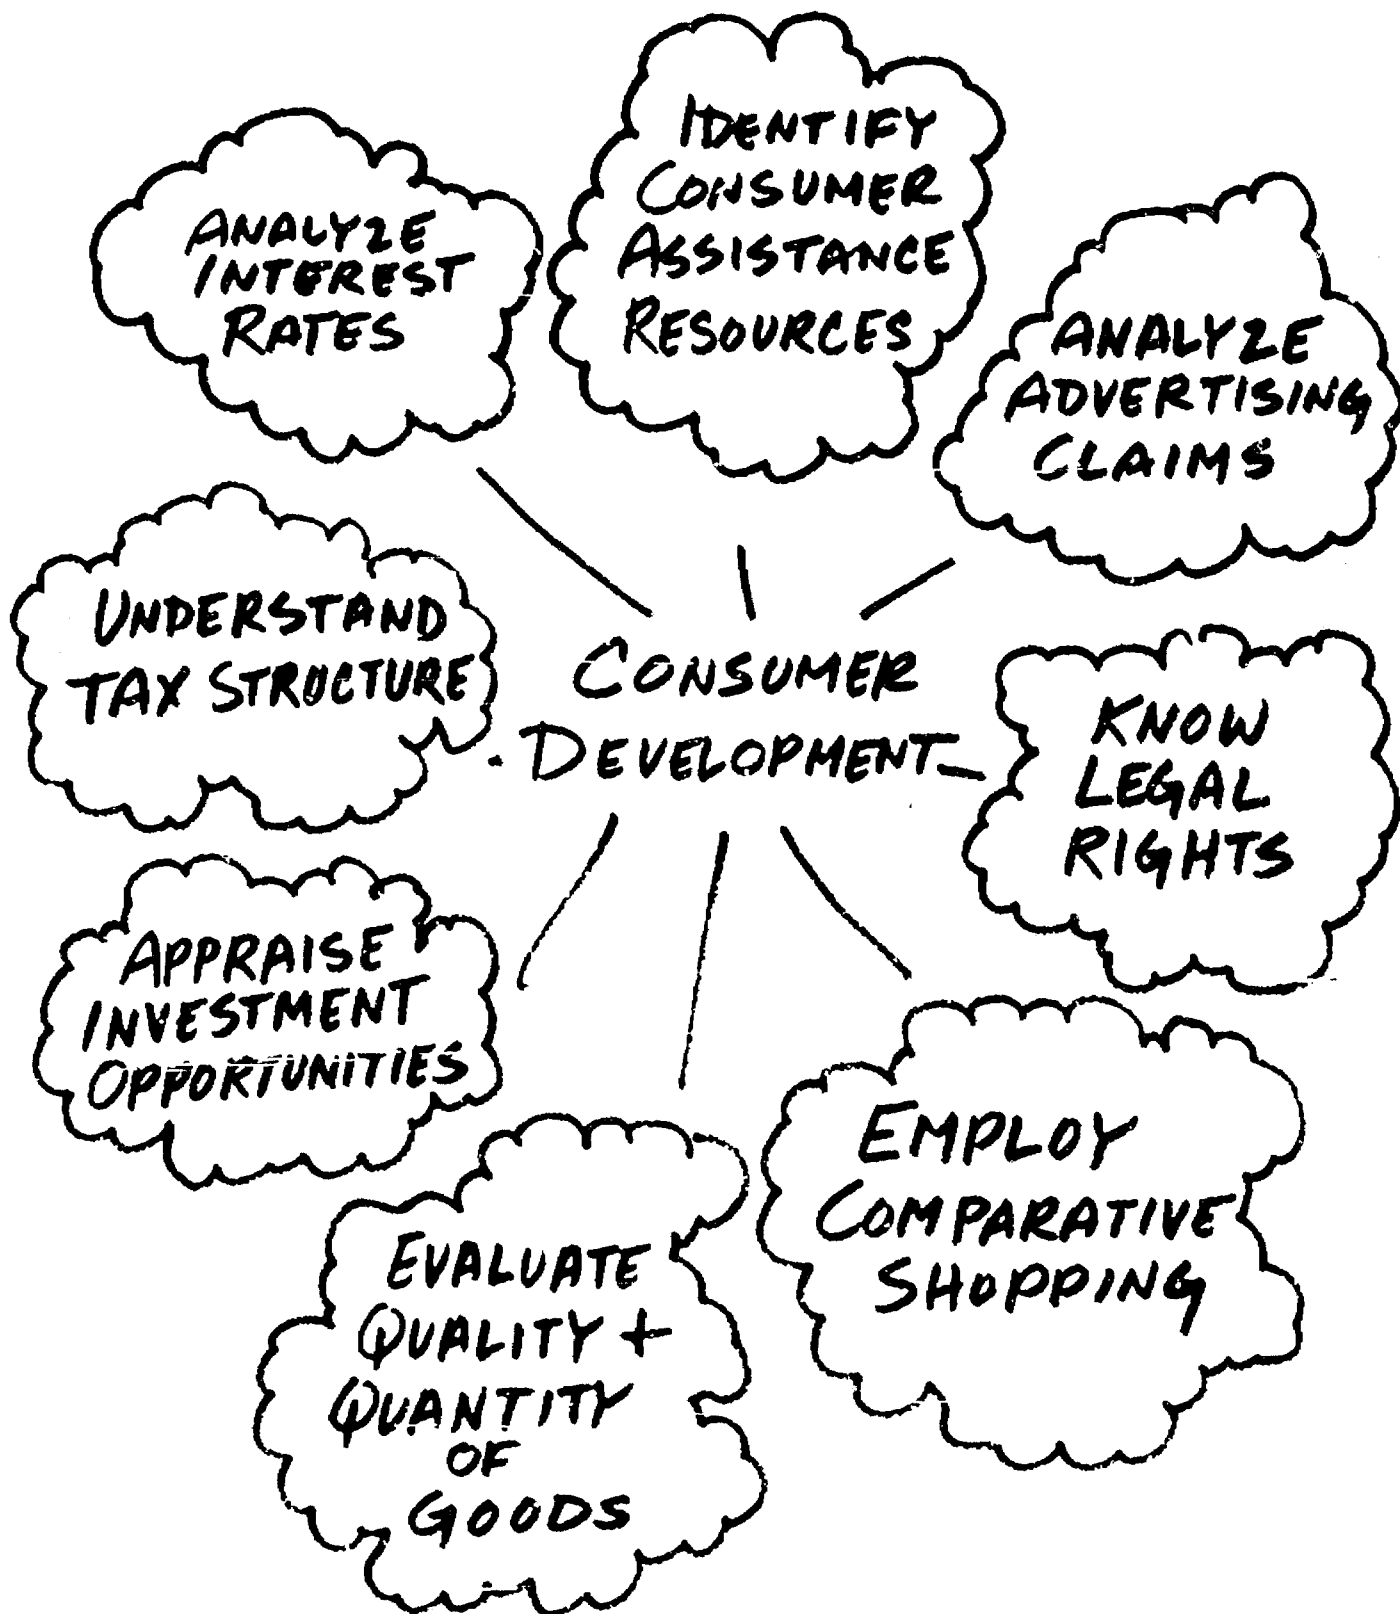 IDENTIFY
CONSUMER
ASSISTANCE
RESOURCES
ANALYZE
INTEREST
RATES
ANALYZE
ADVERTISING
CLAIMS
UNDERSTAND
TAX STRUCTURE
CONSUMER
DEVELOPMENT
KNOW
LEGAL
RIGHTS
APPRAISE
INVESTMENT
OPPORTUNITIES
EMPLOY
COMPARATIVE
SHOPPING
EVALUATE
QUALITY +
QUANTITY
OF
GOODS